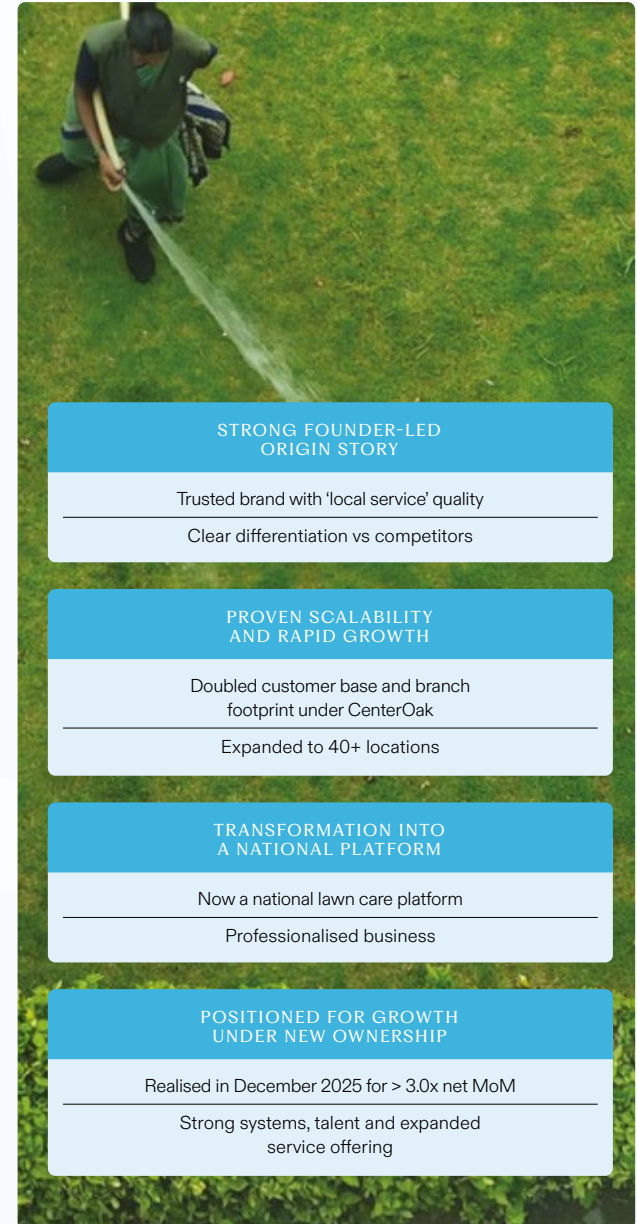 STRONG FOUNDER-LED
ORIGIN STORY
Trusted brand with ‘local service’ quality
Clear differentiation vs competitors
PROVEN SCALABILITY
AND RAPID GROWTH
Doubled customer base and branch
footprint under CenterOak
Expanded to 40+ locations
TRANSFORMATION INTO
A NATIONAL PLATFORM
Now a national lawn care platform
Professionalised business
POSITIONED FOR GROWTH
UNDER NEW OWNERSHIP
Realised in December 2025 for > 3.0x net MoM
Strong systems, talent and expanded
service offering